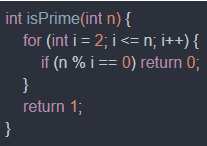 int isPrime(int n) {
    for (int i = 2; i <= n; i++) {
        if (n % i == 0) return 0;
    }
    return 1;
}